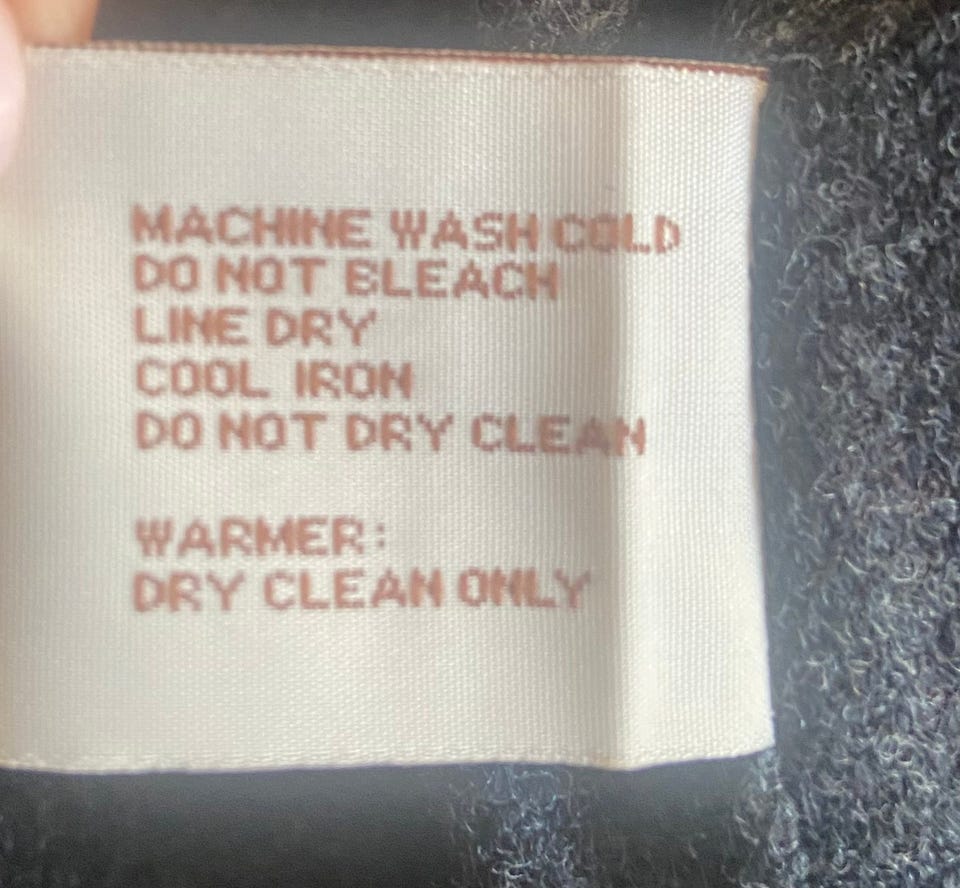 MACHINE WASH COLD
DO NOT BLEACH
LINE DRY
COOL IRON
DO NOT DRY CLEAN
WARMER:
DRY CLEAN ONLY